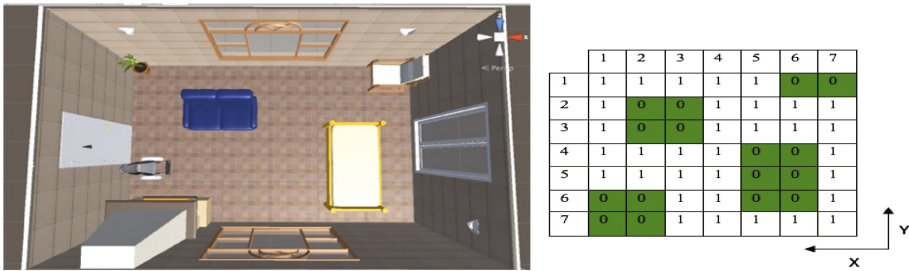 z
x
< Persp
1 2 3 4 5 6 7
1 1 1 1 1 1 0 0
2 1 0 0 1 1 1 1
3 1 0 0 1 1 1 1
4 1 1 1 1 0 0 1
5 1 1 1 1 0 0 1
6 0 0 1 1 0 0 1
7 0 0 1 1 1 1 1
Y
X